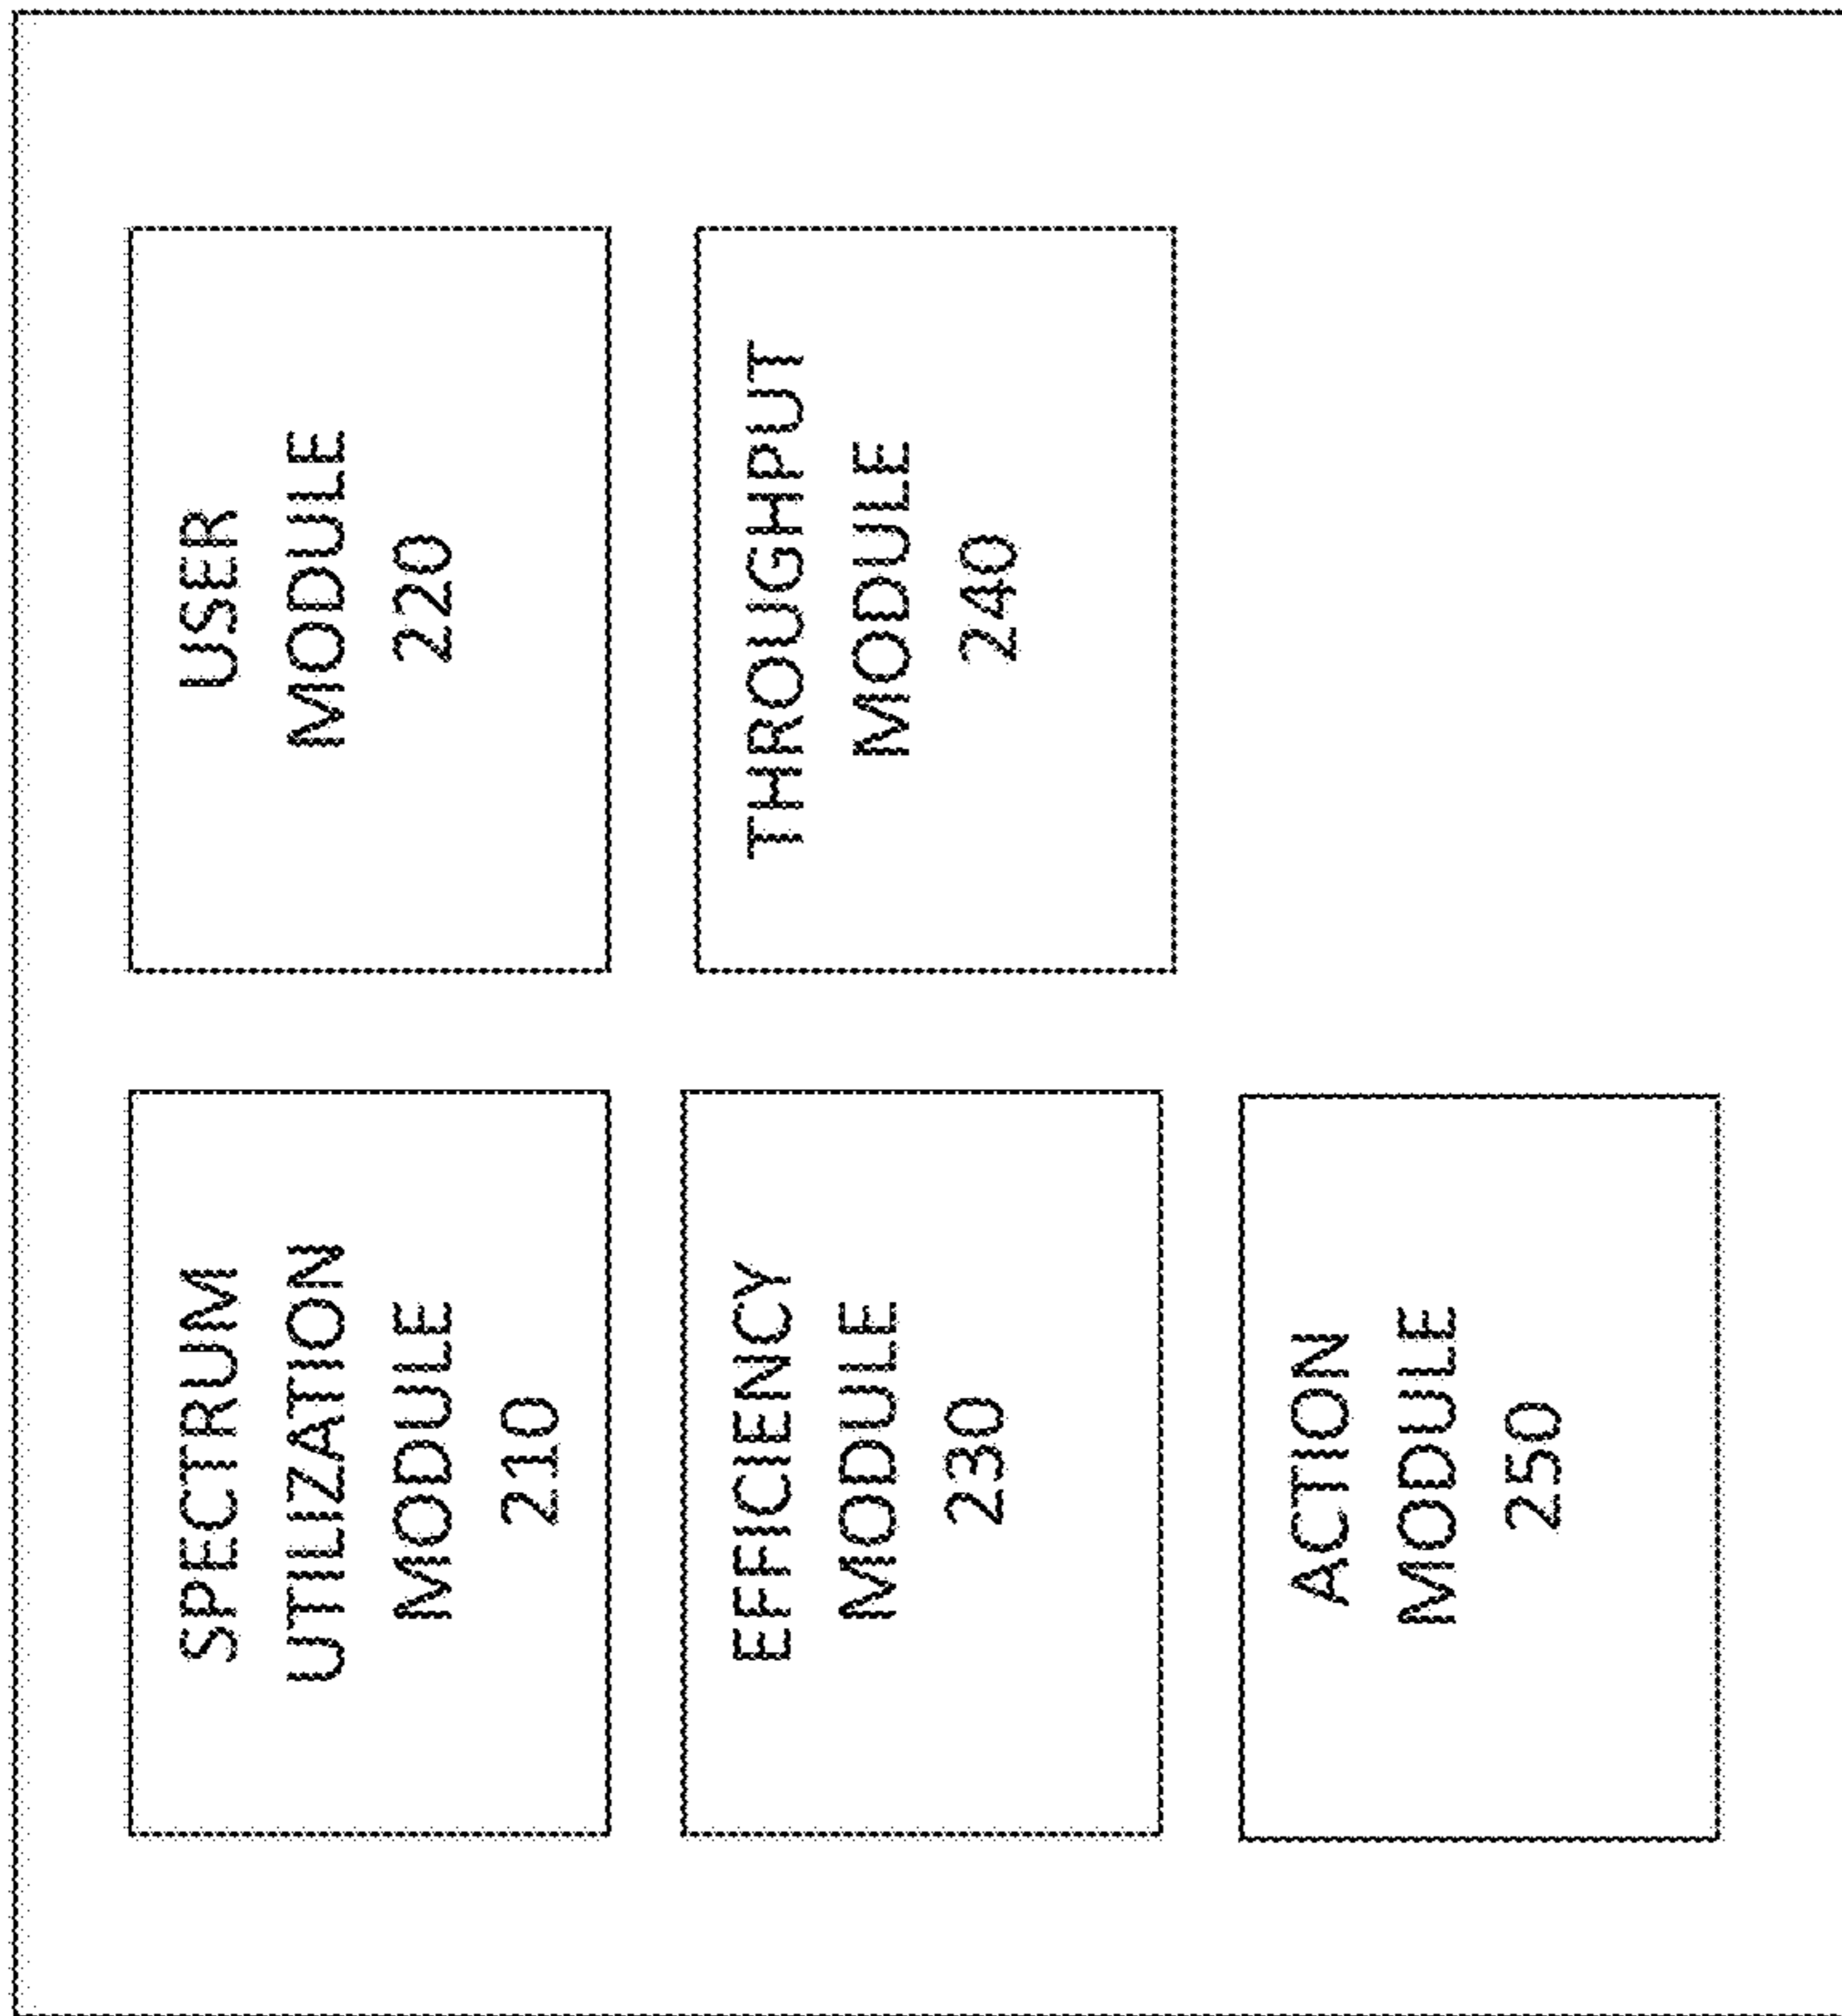 SPECTRUM
UTILIZATION
MODULE
210
USER
MODULE
220
EFFICIENCY
MODULE
230
THROUGHPUT
MODULE
240
ACTION
MODULE
250